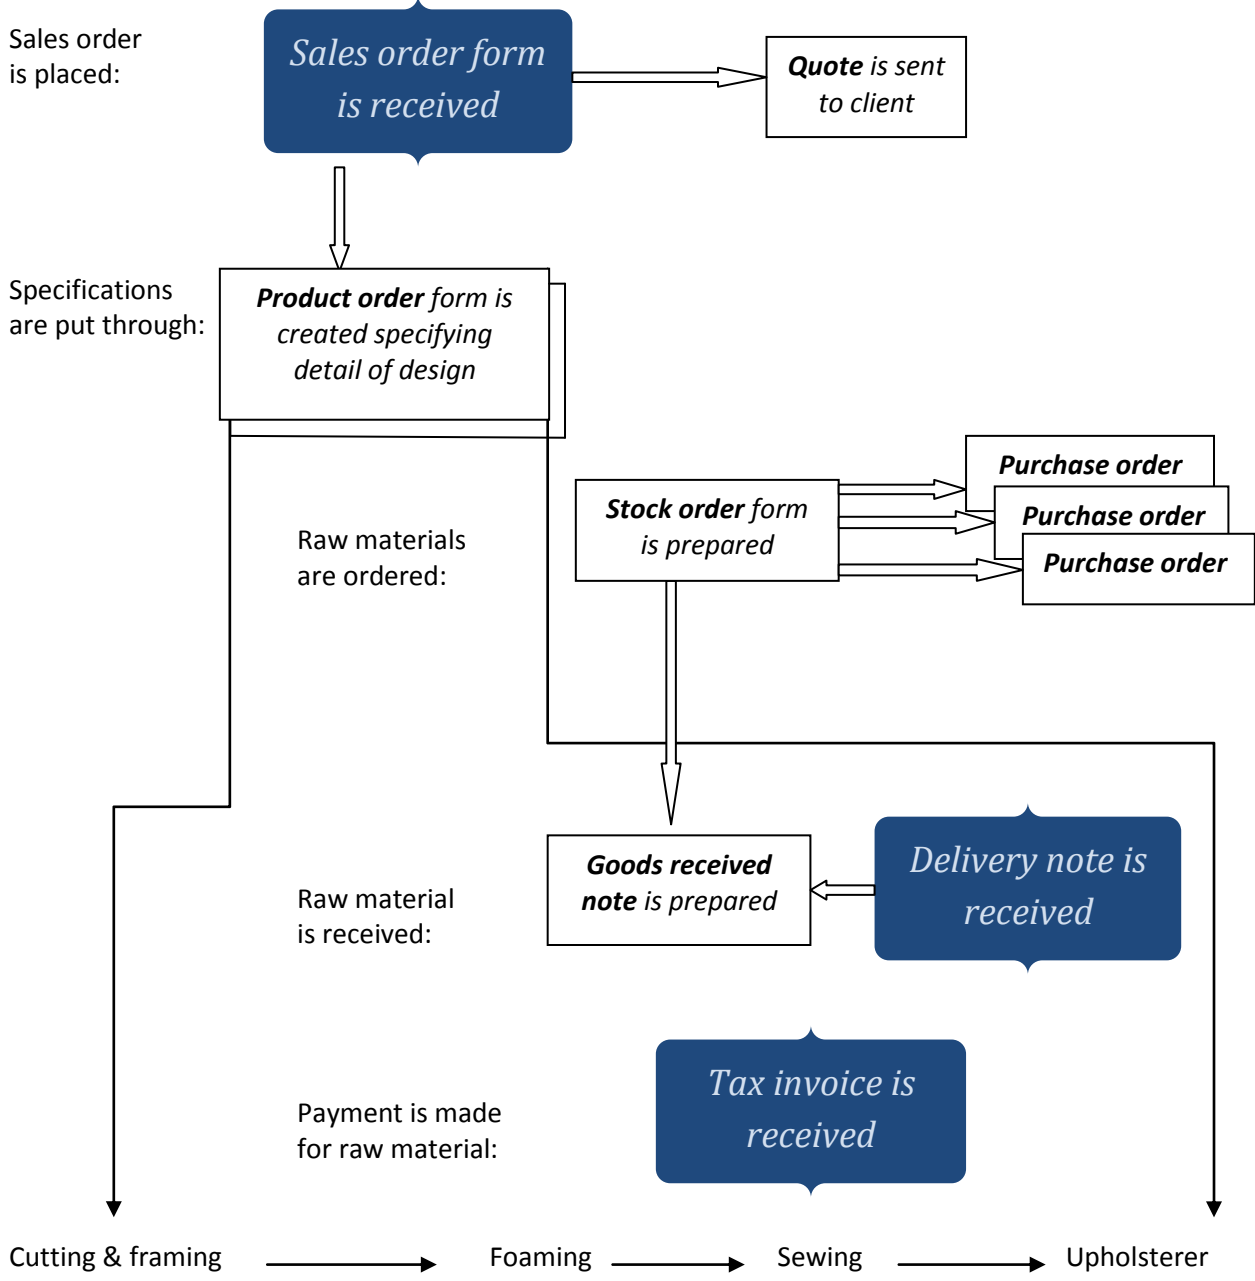 Sales order
is placed:
Sales order form
is received
Quote is sent
to client
Specifications
are put through:
Product order form is
created specifying
detail of design
Raw materials
are ordered:
Stock order form
is prepared
Purchase order
Purchase order
Purchase order
Raw material
is received:
Goods received
note is prepared
Delivery note is
received
Payment is made
for raw material:
Tax invoice is
received
Cutting & framing
Foaming
Sewing
Upholsterer